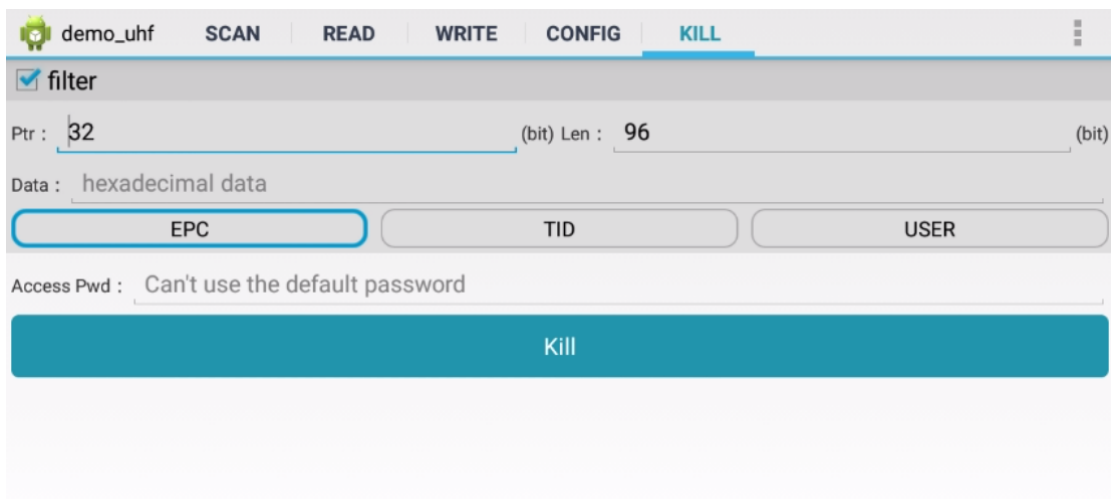 demo_uhf SCAN READ WRITE CONFIG KILL
filter
Ptr : 32 (bit) Len : 96 (bit)
Data : hexadecimal data
EPC TID USER
Access Pwd : Can't use the default password
Kill